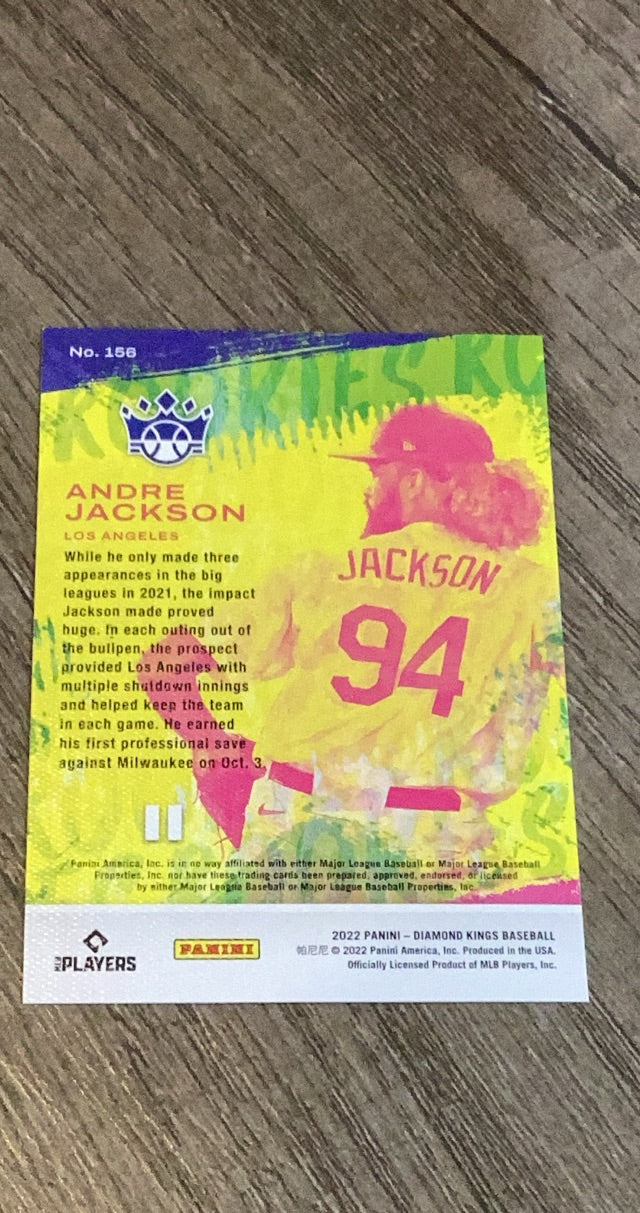 No. 156
ROOKIES RO
ANDRE
JACKSON
LOS ANGELES
While he only made three
appearances in the big
leagues in 2021, the impact
Jackson made proved
huge. In each outing out of
the bullpen, the prospect
provided Los Angeles with
multiple shutdown innings
and helped keep the team
in each game. He earned
his first professional save
against Milwaukee on Oct. 3.
JACKSON
94
Panini America, Inc. is in no way affiliated with either Major League Baseball or Major League Baseball
Properties, Inc. nor have these trading cards been prepared, approved, endorsed, or licensed
by either Major League Baseball or Major League Baseball Properties, Inc.
MLB PLAYERS
PANINI
2022 PANINI – DIAMOND KINGS BASEBALL
帕尼尼 © 2022 Panini America, Inc. Produced in the USA.
Officially Licensed Product of MLB Players, Inc.